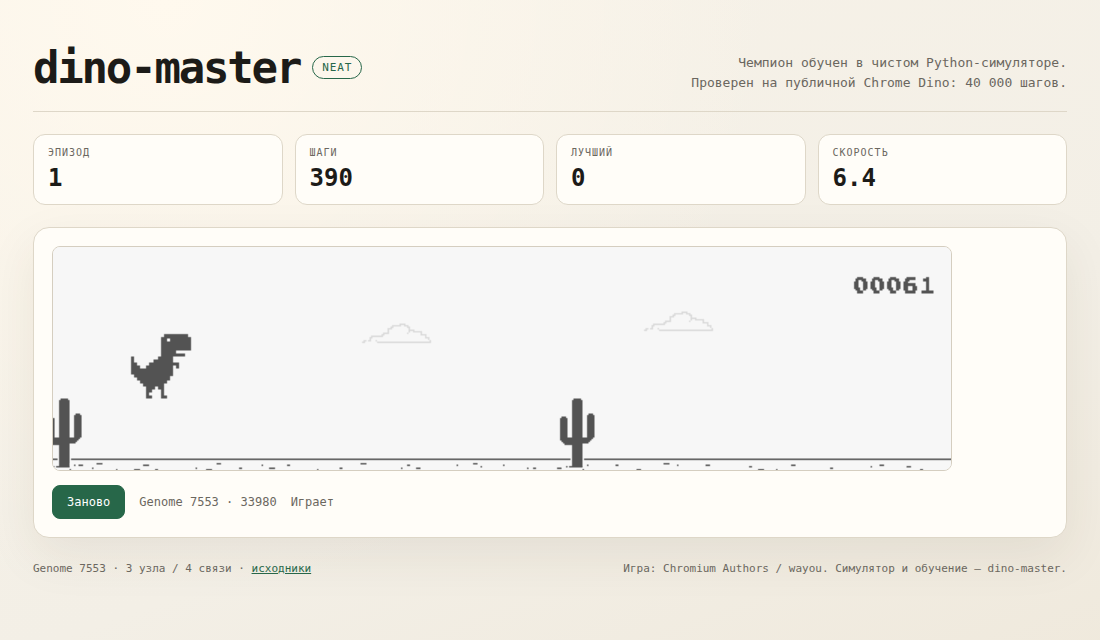 dino-master NEAT
Чемпион обучен в чистом Python-симуляторе.
Проверен на публичной Chrome Dino: 40 000 шагов.
ЭПИЗОД
1
ШАГИ
390
ЛУЧШИЙ
0
СКОРОСТЬ
6.4
00061
Заново Genome 7553 · 33980 Играет
Genome 7553 · 3 узла / 4 связи · исходники
Игра: Chromium Authors / wayou. Симулятор и обучение — dino-master.